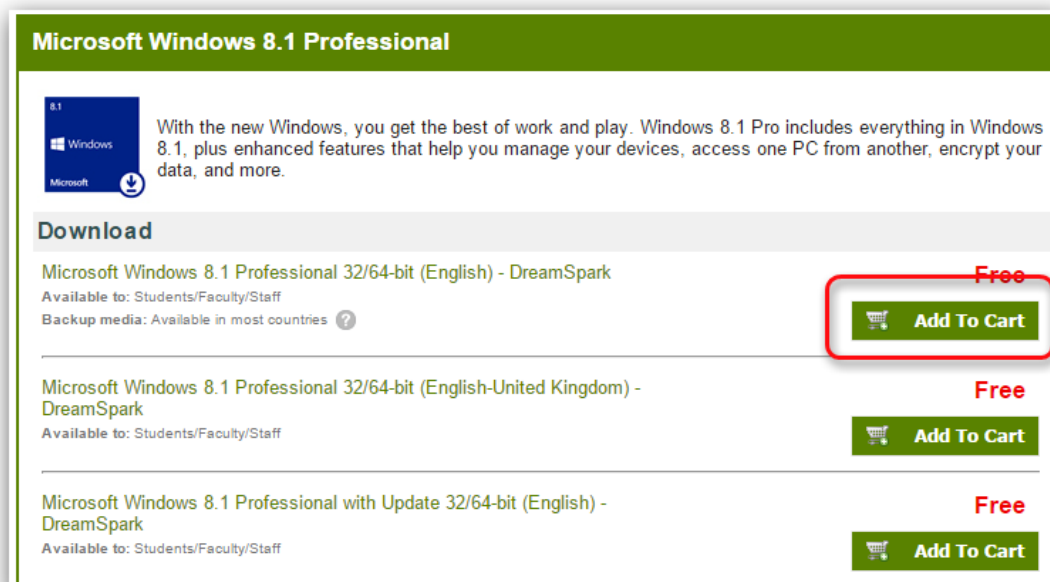 Microsoft Windows 8.1 Professional
8.1
Windows
Microsoft
With the new Windows, you get the best of work and play. Windows 8.1 Pro includes everything in Windows
8.1, plus enhanced features that help you manage your devices, access one PC from another, encrypt your
data, and more.
Download
Microsoft Windows 8.1 Professional 32/64-bit (English) - DreamSpark
Free
Available to: Students/Faculty/Staff
Backup media: Available in most countries ?
Add To Cart
Microsoft Windows 8.1 Professional 32/64-bit (English-United Kingdom) -
DreamSpark
Free
Available to: Students/Faculty/Staff
Add To Cart
Microsoft Windows 8.1 Professional with Update 32/64-bit (English) -
DreamSpark
Free
Available to: Students/Faculty/Staff
Add To Cart